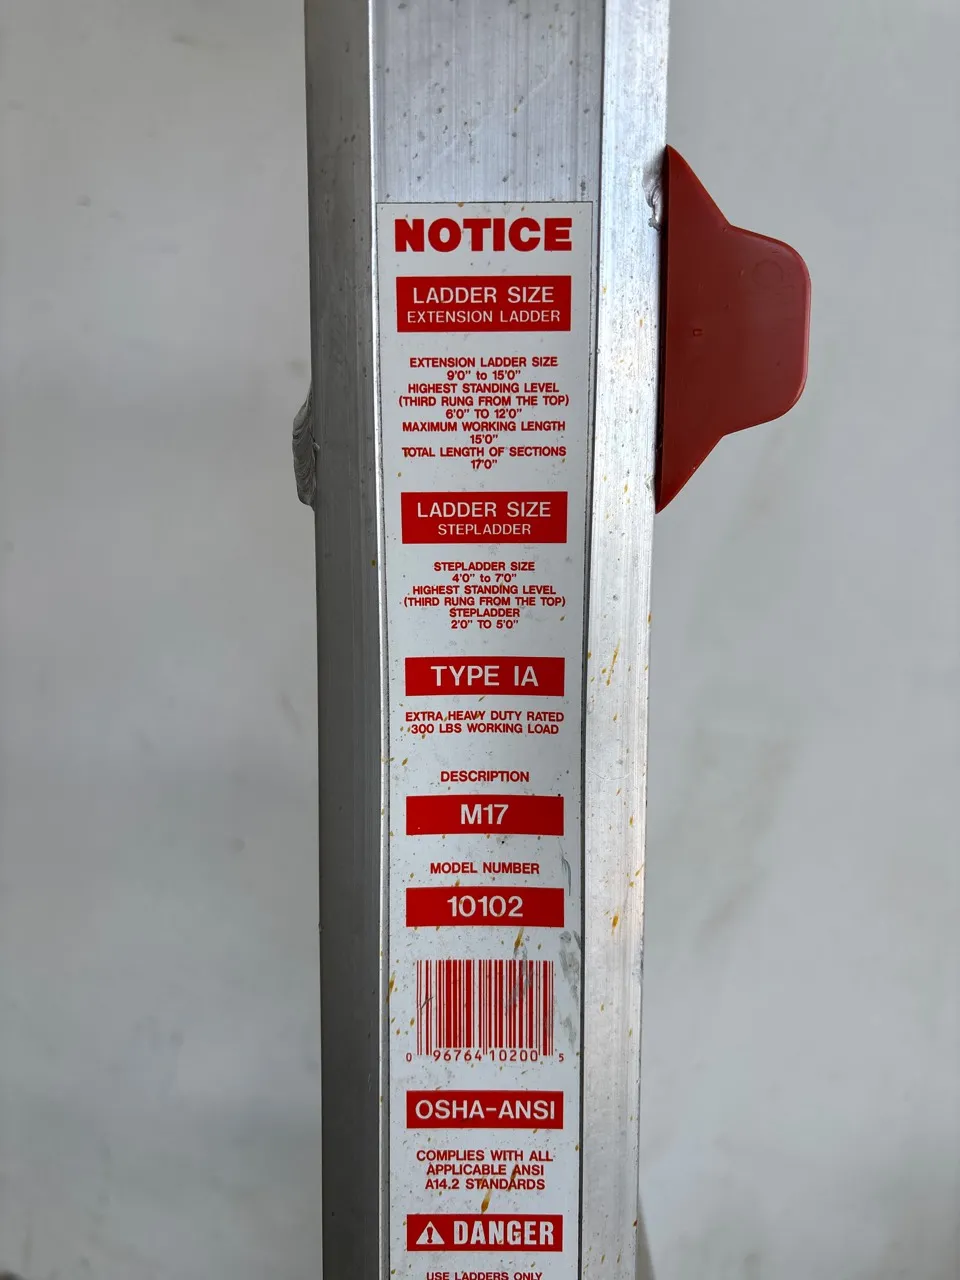 NOTICE
LADDER SIZE
EXTENSION LADDER
EXTENSION LADDER SIZE
9'0" to 15'0"
HIGHEST STANDING LEVEL
(THIRD RUNG FROM THE TOP)
6'0" TO 12'0"
MAXIMUM WORKING LENGTH
15'0"
TOTAL LENGTH OF SECTIONS
17'0"
LADDER SIZE
STEPLADDER
STEPLADDER SIZE
4'0" to 7'0"
HIGHEST STANDING LEVEL
(THIRD RUNG FROM THE TOP)
STEPLADDER
2'0" TO 5'0"
TYPE IA
EXTRA HEAVY DUTY RATED
300 LBS WORKING LOAD
DESCRIPTION
M17
MODEL NUMBER
10102
0 96764 10200 5
OSHA-ANSI
COMPLIES WITH ALL
APPLICABLE ANSI
A14.2 STANDARDS
DANGER
USE LADDERS ONLY